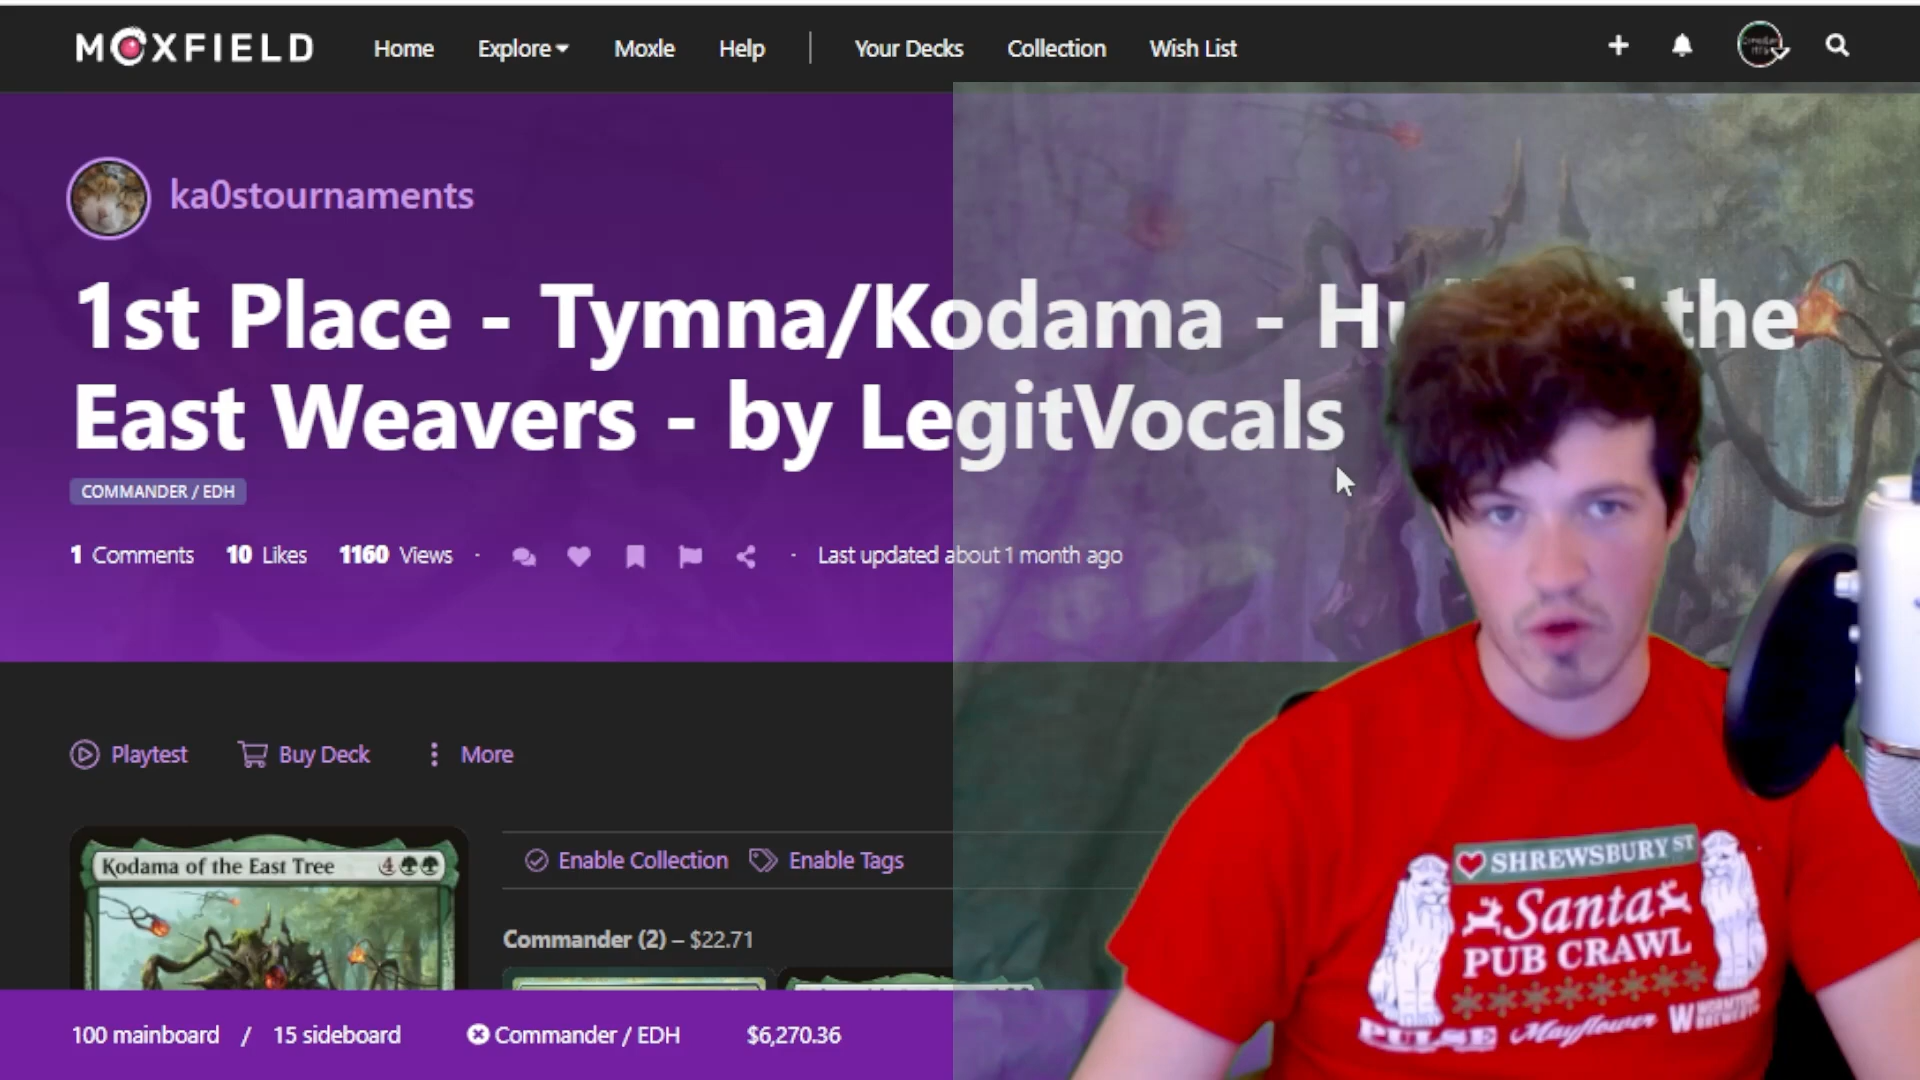 MOXFIELD Home Explore Moxle Help Your Decks Collection Wish List
ka0stournaments
1st Place - Tymna/Kodama - the
East Weavers - by LegitVocals
COMMANDER / EDH
1 Comments 10 Likes 1160 Views · · Last updated about 1 month ago
Playtest Buy Deck More
Kodama of the East Tree 4
Enable Collection Enable Tags
Commander (2) – $22.71
100 mainboard / 15 sideboard Commander / EDH $6,270.36
SHREWSBURY ST
Santa
PUB CRAWL
PULSE Mayflower